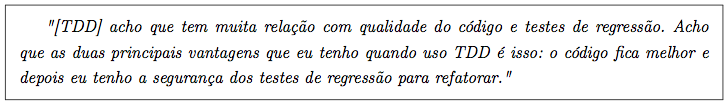 "[TDD] acho que tem muita relação com qualidade do código e testes de regressão. Acho
que as duas principais vantagens que eu tenho quando uso TDD é isso: o código fica melhor e
depois eu tenho a segurança dos testes de regressão para refatorar."